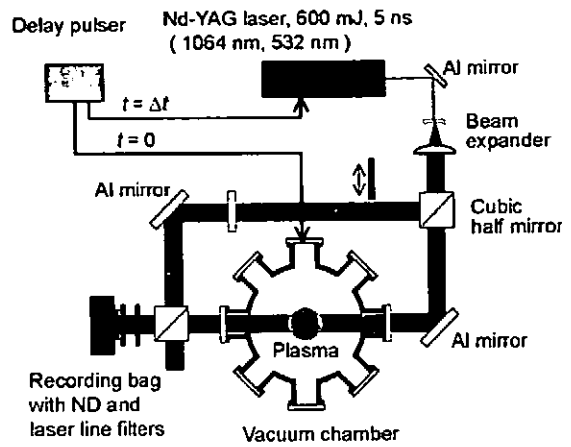 Delay pulser
Nd-YAG laser, 600 mJ, 5 ns
( 1064 nm, 532 nm )
Al mirror
t = Δt
t = 0
Beam
expander
Al mirror
Cubic
half mirror
Plasma
Al mirror
Recording bag
with ND and
laser line filters
Vacuum chamber